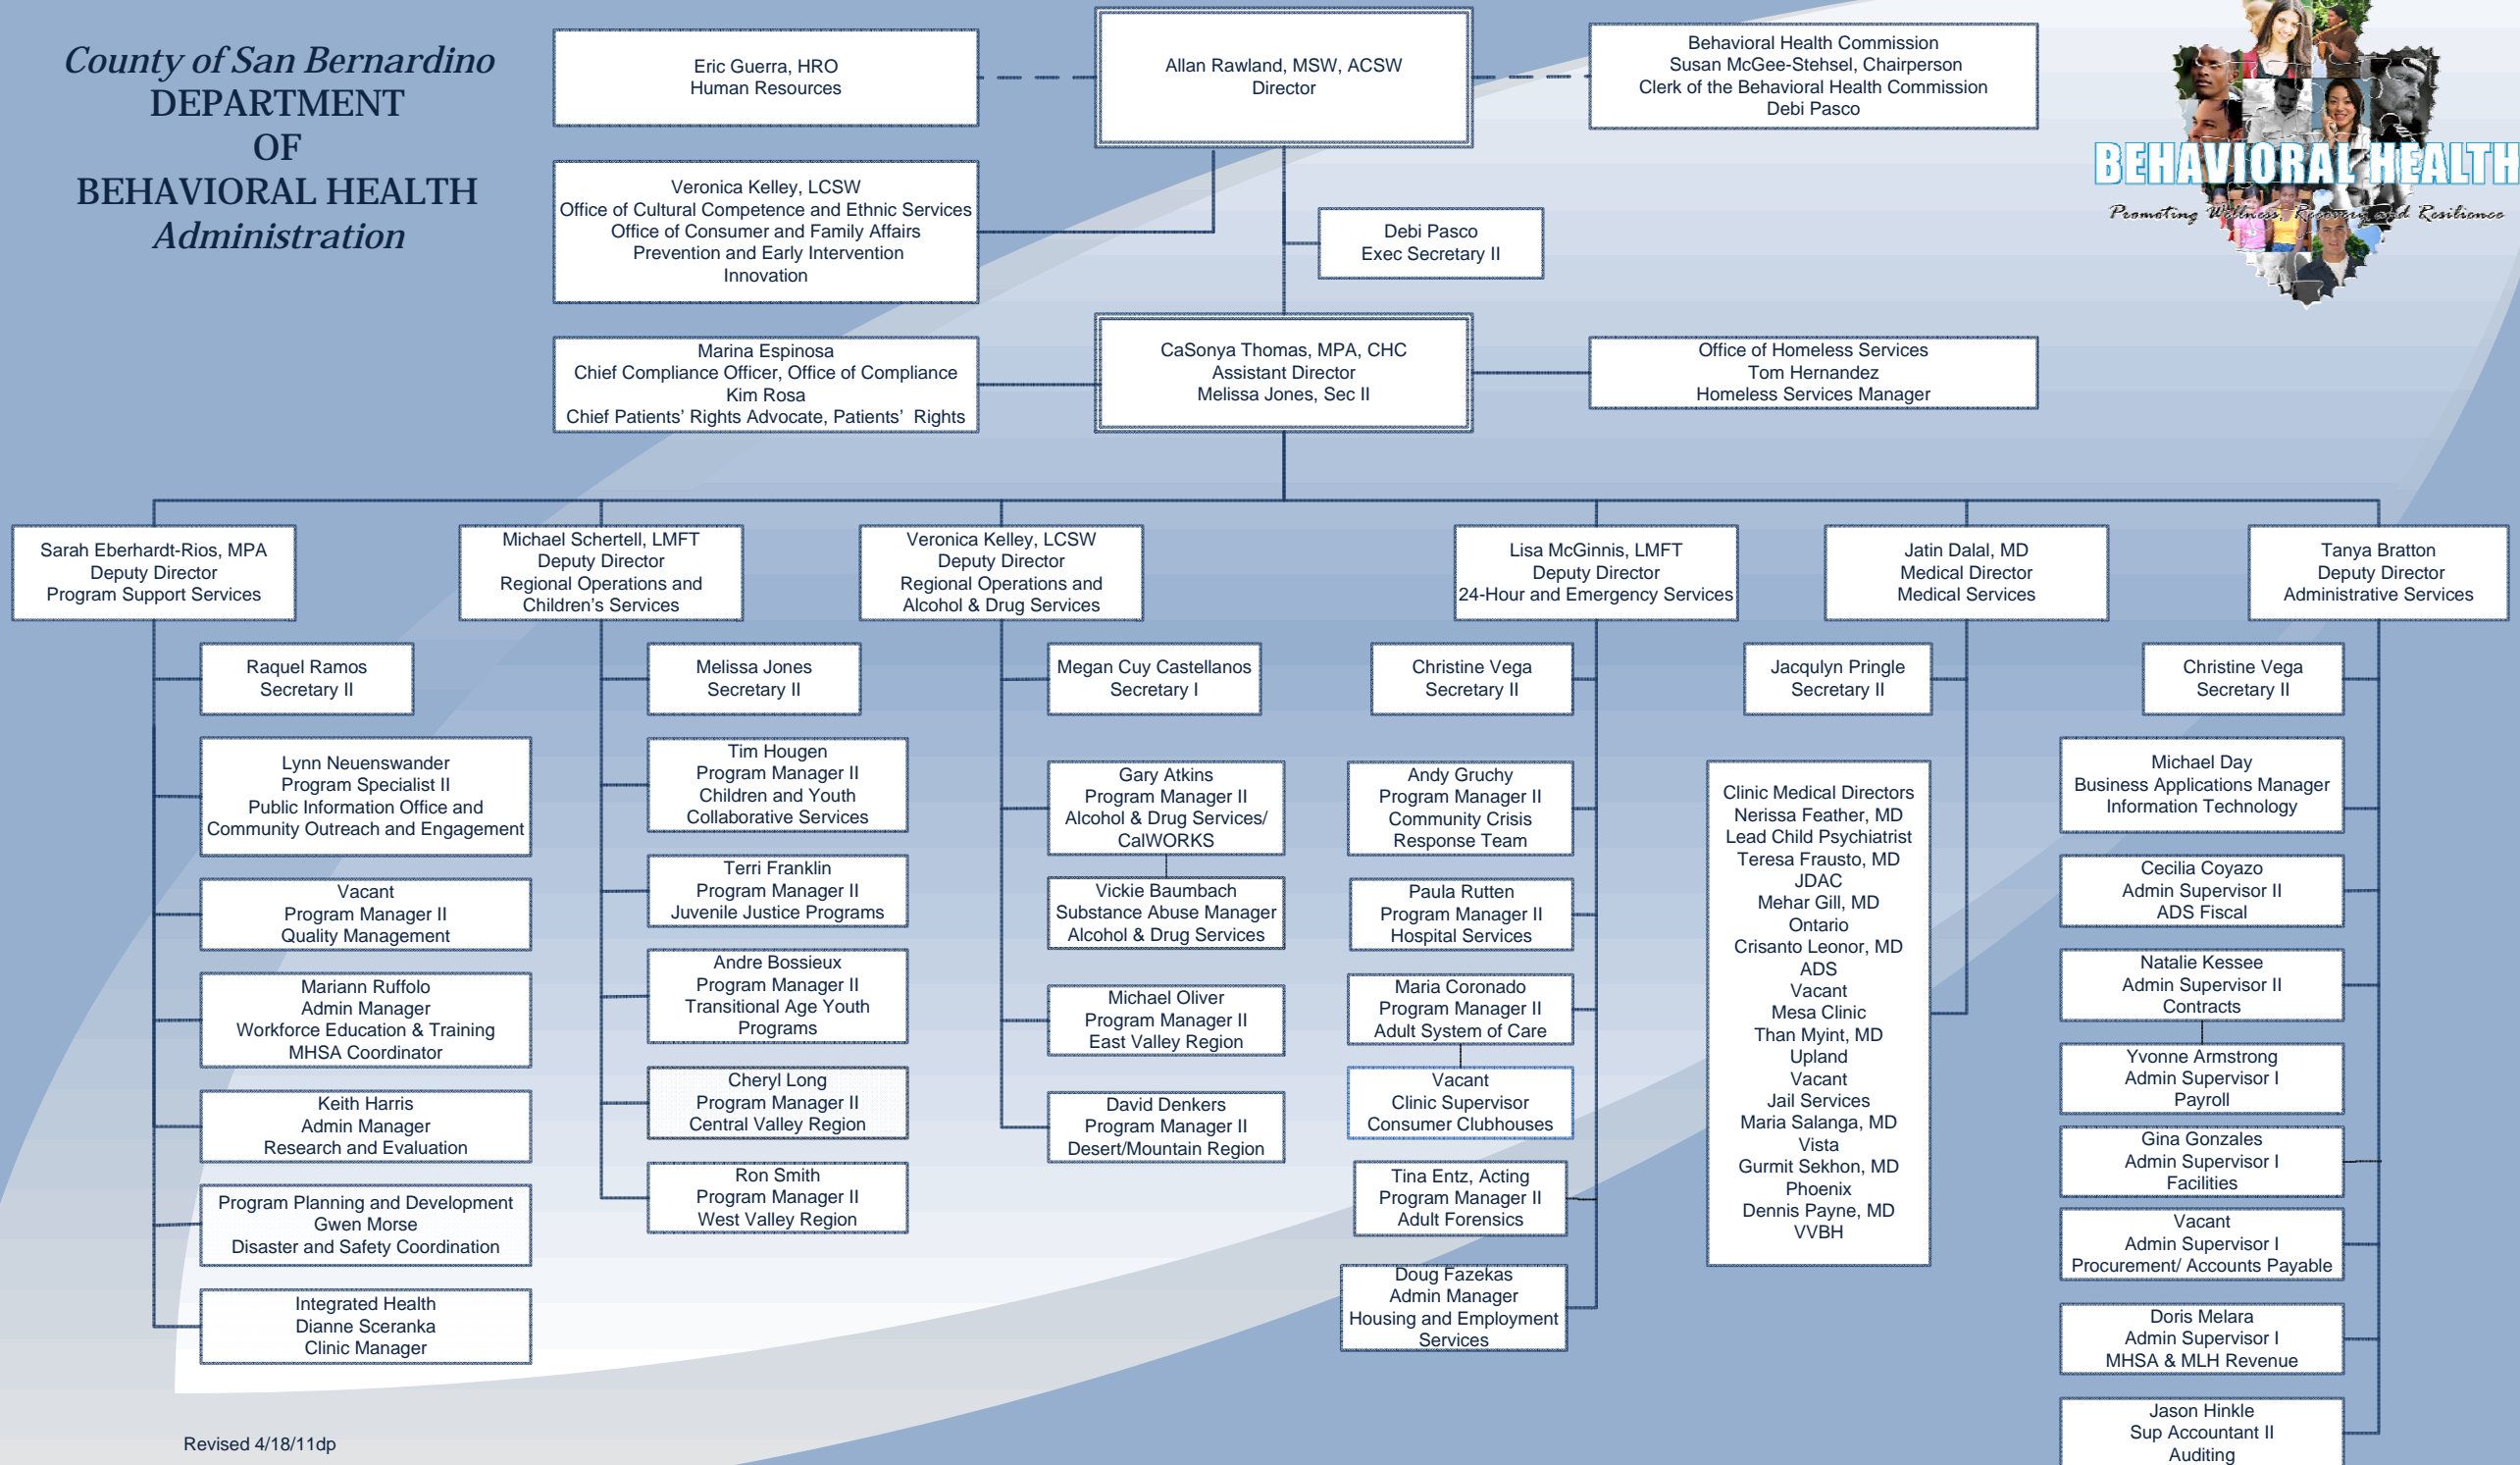 County of San Bernardino
DEPARTMENT
OF
BEHAVIORAL HEALTH
Administration
Eric Guerra, HRO
Human Resources
Allan Rawland, MSW, ACSW
Director
Behavioral Health Commission
Susan McGee-Stehsel, Chairperson
Clerk of the Behavioral Health Commission
Debi Pasco
BEHAVIORAL HEALTH
Promoting Wellness, Recovery and Resilience
Veronica Kelley, LCSW
Office of Cultural Competence and Ethnic Services
Office of Consumer and Family Affairs
Prevention and Early Intervention
Innovation
Debi Pasco
Exec Secretary II
Marina Espinosa
Chief Compliance Officer, Office of Compliance
Kim Rosa
Chief Patients' Rights Advocate, Patients' Rights
CaSonya Thomas, MPA, CHC
Assistant Director
Melissa Jones, Sec II
Office of Homeless Services
Tom Hernandez
Homeless Services Manager
Sarah Eberhardt-Rios, MPA
Deputy Director
Program Support Services
Michael Schertell, LMFT
Deputy Director
Regional Operations and
Children's Services
Veronica Kelley, LCSW
Deputy Director
Regional Operations and
Alcohol & Drug Services
Lisa McGinnis, LMFT
Deputy Director
24-Hour and Emergency Services
Jatin Dalal, MD
Medical Director
Medical Services
Tanya Bratton
Deputy Director
Administrative Services
Raquel Ramos
Secretary II
Lynn Neuenswander
Program Specialist II
Public Information Office and
Community Outreach and Engagement
Vacant
Program Manager II
Quality Management
Mariann Ruffolo
Admin Manager
Workforce Education & Training
MHSA Coordinator
Keith Harris
Admin Manager
Research and Evaluation
Program Planning and Development
Gwen Morse
Disaster and Safety Coordination
Integrated Health
Dianne Sceranka
Clinic Manager
Melissa Jones
Secretary II
Tim Hougen
Program Manager II
Children and Youth
Collaborative Services
Terri Franklin
Program Manager II
Juvenile Justice Programs
Andre Bossieux
Program Manager II
Transitional Age Youth
Programs
Cheryl Long
Program Manager II
Central Valley Region
Ron Smith
Program Manager II
West Valley Region
Megan Cuy Castellanos
Secretary I
Gary Atkins
Program Manager II
Alcohol & Drug Services/
CalWORKS
Vickie Baumbach
Substance Abuse Manager
Alcohol & Drug Services
Michael Oliver
Program Manager II
East Valley Region
David Denkers
Program Manager II
Desert/Mountain Region
Christine Vega
Secretary II
Andy Gruchy
Program Manager II
Community Crisis
Response Team
Paula Rutten
Program Manager II
Hospital Services
Maria Coronado
Program Manager II
Adult System of Care
Vacant
Clinic Supervisor
Consumer Clubhouses
Tina Entz, Acting
Program Manager II
Adult Forensics
Doug Fazekas
Admin Manager
Housing and Employment
Services
Jacqulyn Pringle
Secretary II
Clinic Medical Directors
Nerissa Feather, MD
Lead Child Psychiatrist
Teresa Frausto, MD
JDAC
Mehar Gill, MD
Ontario
Crisanto Leonor, MD
ADS
Vacant
Mesa Clinic
Than Myint, MD
Upland
Vacant
Jail Services
Maria Salanga, MD
Vista
Gurmit Sekhon, MD
Phoenix
Dennis Payne, MD
VVBH
Christine Vega
Secretary II
Michael Day
Business Applications Manager
Information Technology
Cecilia Coyazo
Admin Supervisor II
ADS Fiscal
Natalie Kessee
Admin Supervisor II
Contracts
Yvonne Armstrong
Admin Supervisor I
Payroll
Gina Gonzales
Admin Supervisor I
Facilities
Vacant
Admin Supervisor I
Procurement/ Accounts Payable
Doris Melara
Admin Supervisor I
MHSA & MLH Revenue
Jason Hinkle
Sup Accountant II
Auditing
Revised 4/18/11dp